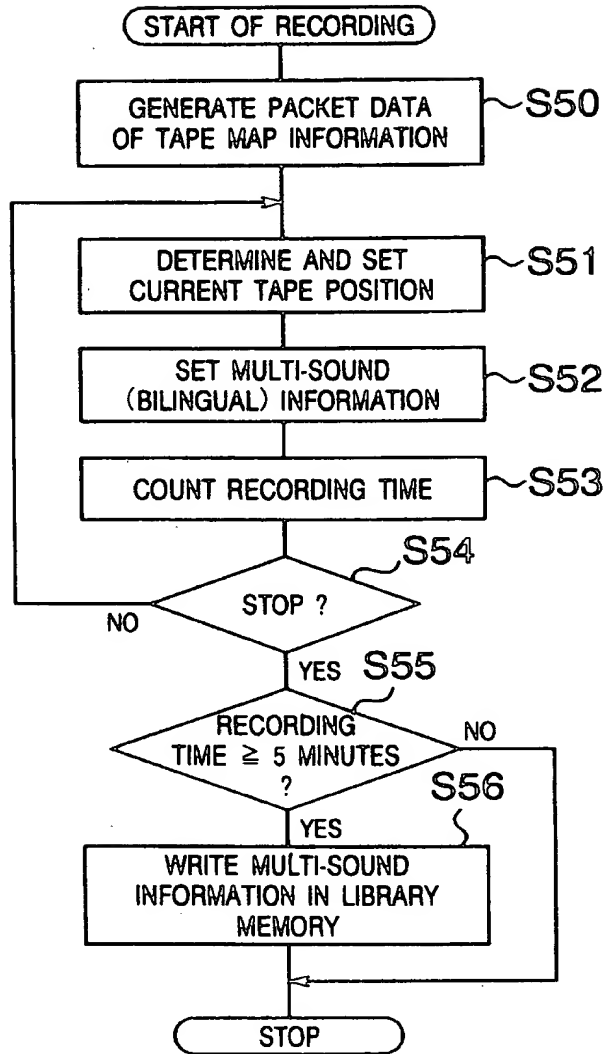 START OF RECORDING
GENERATE PACKET DATA
OF TAPE MAP INFORMATION
S50
DETERMINE AND SET
CURRENT TAPE POSITION
S51
SET MULTI-SOUND
(BILINGUAL) INFORMATION
S52
COUNT RECORDING TIME
S53
S54
STOP ?
NO
YES
S55
RECORDING
TIME ≧ 5 MINUTES
?
NO
YES
S56
WRITE MULTI-SOUND
INFORMATION IN LIBRARY
MEMORY
STOP